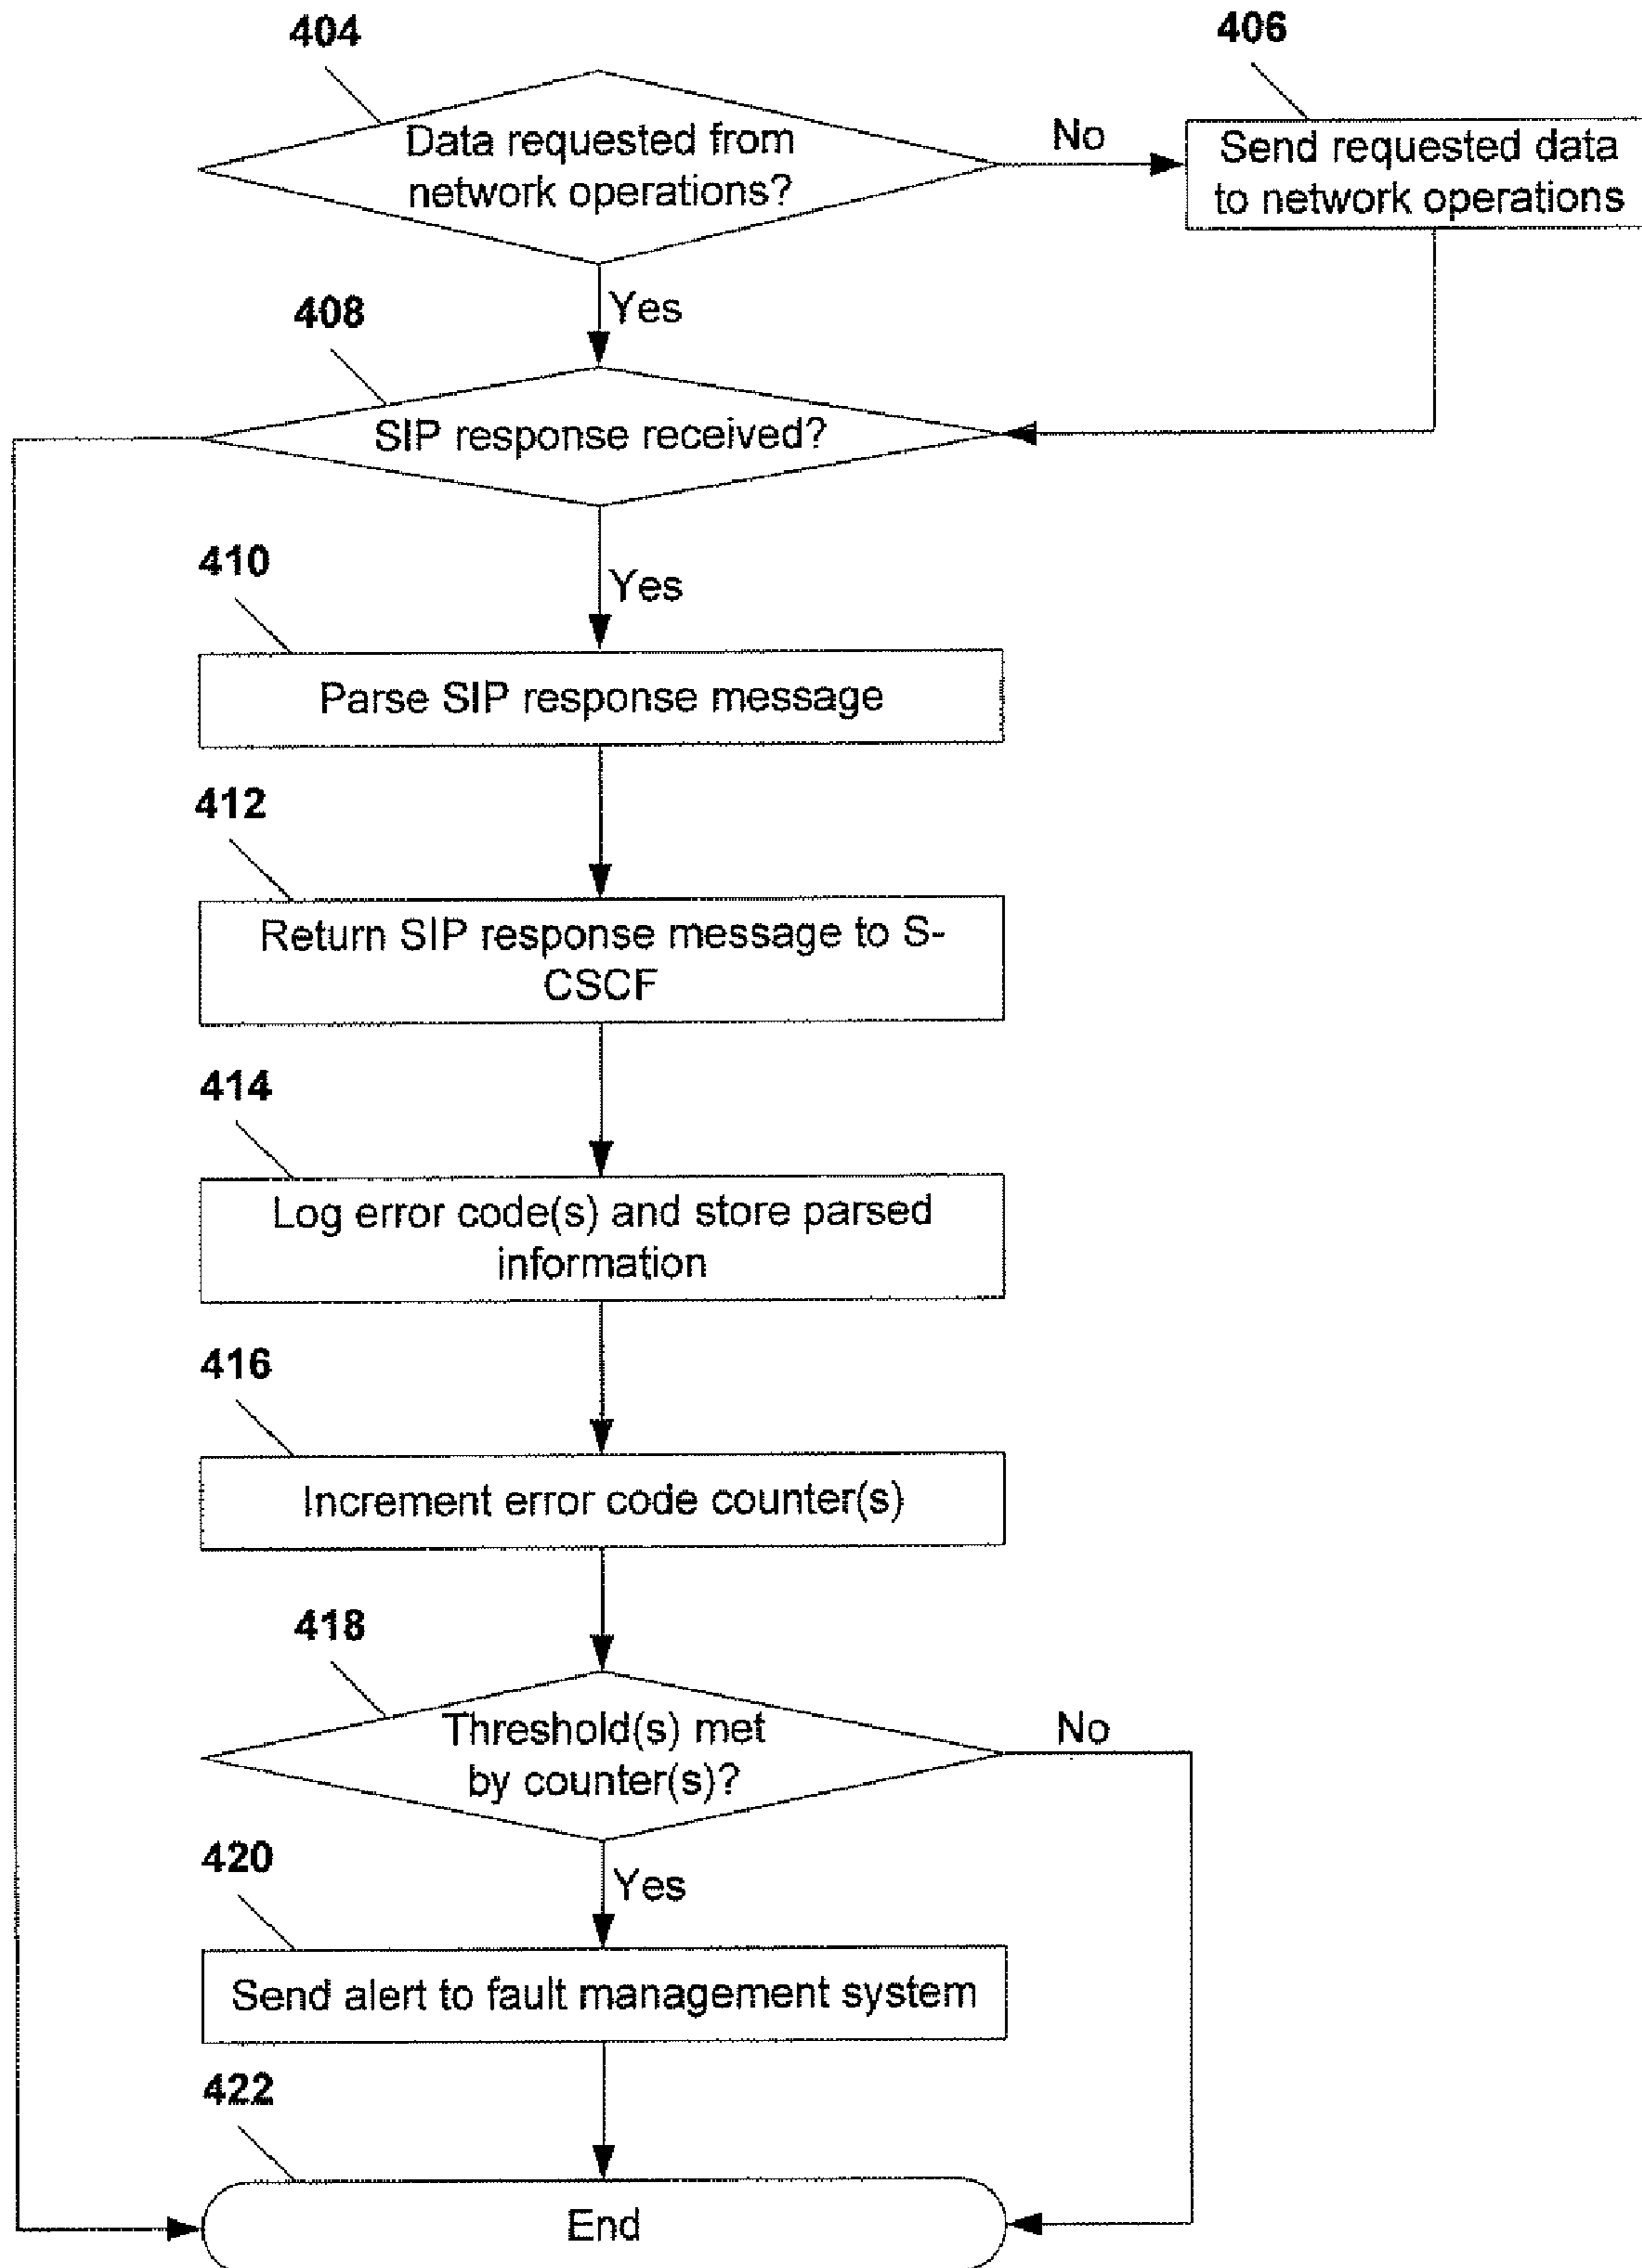 404
406
Data requested from
network operations?
No
Send requested data
to network operations
Yes
408
SIP response received?
410
Yes
Parse SIP response message
412
Return SIP response message to S-
CSCF
414
Log error code(s) and store parsed
information
416
Increment error code counter(s)
418
Threshold(s) met
by counter(s)?
No
420
Yes
Send alert to fault management system
422
End